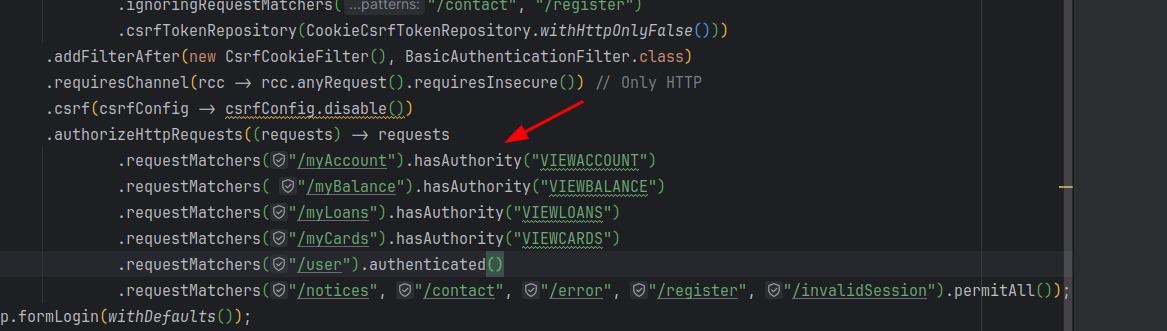 .ignoringRequestMatchers( ...patterns: "/contact", "/register")
.csrfTokenRepository(CookieCsrfTokenRepository.withHttpOnlyFalse()))
.addFilterAfter(new CsrfCookieFilter(), BasicAuthenticationFilter.class)
.requiresChannel(rcc -> rcc.anyRequest().requiresInsecure()) // Only HTTP
.csrf(csrfConfig -> csrfConfig.disable())
.authorizeHttpRequests((requests) -> requests
.requestMatchers("/myAccount").hasAuthority("VIEWACCOUNT")
.requestMatchers( "/myBalance").hasAuthority("VIEWBALANCE")
.requestMatchers("/myLoans").hasAuthority("VIEWLOANS")
.requestMatchers("/myCards").hasAuthority("VIEWCARDS")
.requestMatchers("/user").authenticated()
.requestMatchers("/notices", "/contact", "/error", "/register", "/invalidSession").permitAll());
p.formLogin(withDefaults());